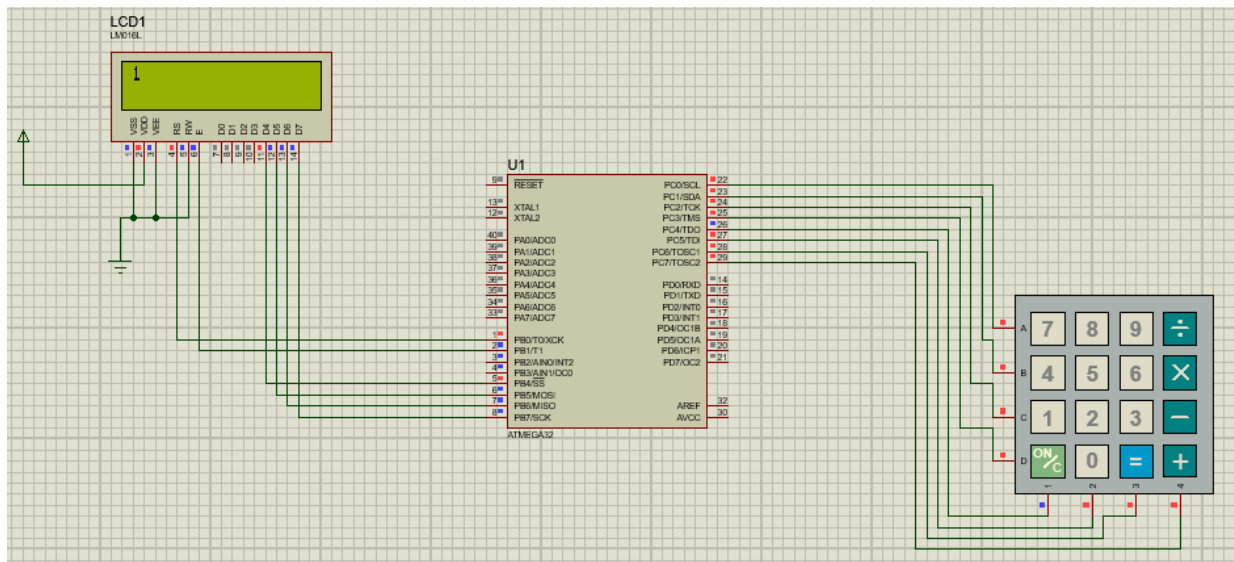 LCD1
LM016L
1
VSS VDD VEE RS RW E D0 D1 D2 D3 D4 D5 D6 D7
1 2 3 4 5 6 7 8 9 10 11 12 13 14
U1
9 RESET PC0/SCL 22
PC1/SDA 23
13 XTAL1 PC2/TCK 24
12 XTAL2 PC3/TMS 25
PC4/TDO 26
40 PA0/ADC0 PC5/TDI 27
39 PA1/ADC1 PC6/TOSC1 28
38 PA2/ADC2 PC7/TOSC2 29
37 PA3/ADC3
36 PA4/ADC4 PD0/RXD 14
35 PA5/ADC5 PD1/TXD 15
34 PA6/ADC6 PD2/INT0 16
33 PA7/ADC7 PD3/INT1 17
PD4/OC1B 18
1 PB0/T0/XCK PD5/OC1A 19
2 PB1/T1 PD6/ICP1 20
3 PB2/AIN0/INT2 PD7/OC2 21
4 PB3/AIN1/OC0
5 PB4/SS
6 PB5/MOSI
7 PB6/MISO AREF 32
8 PB7/SCK AVCC 30
ATMEGA32
A 7 8 9 ÷
B 4 5 6 ×
C 1 2 3 −
D ON/C 0 = +
1 2 3 4